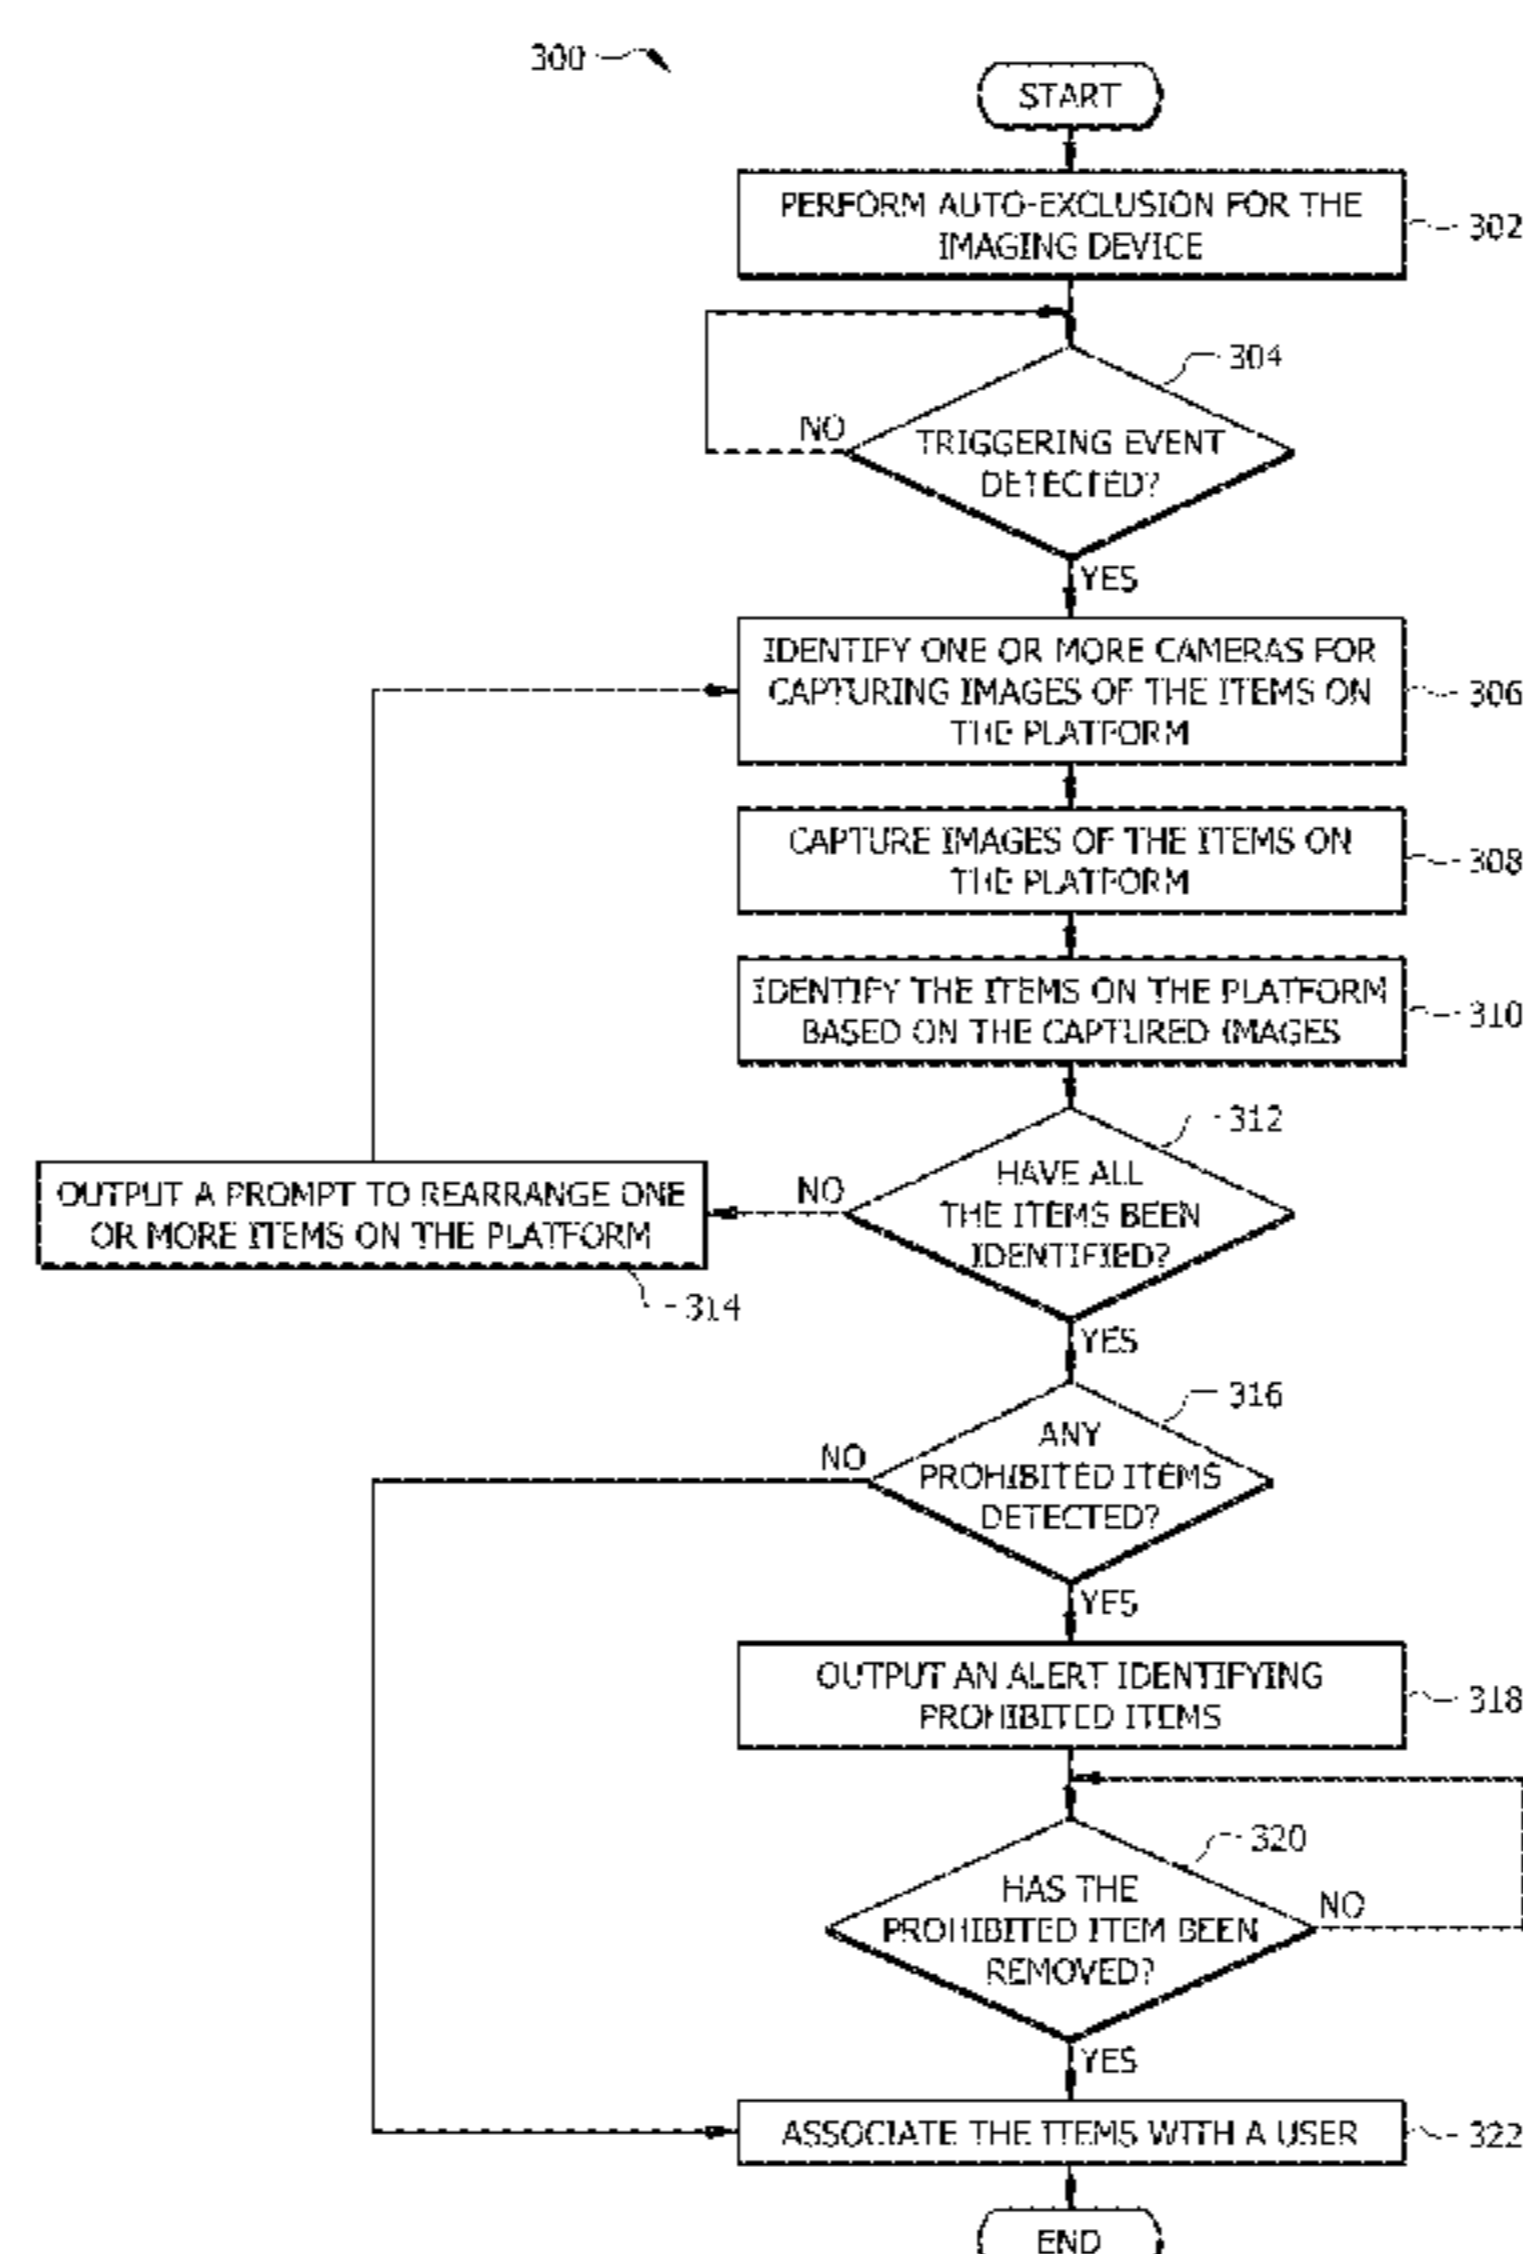 300
START
PERFORM AUTO-EXCLUSION FOR THE
IMAGING DEVICE
302
304
NO
TRIGGERING EVENT
DETECTED?
YES
IDENTIFY ONE OR MORE CAMERAS FOR
CAPTURING IMAGES OF THE ITEMS ON
THE PLATFORM
306
CAPTURE IMAGES OF THE ITEMS ON
THE PLATFORM
308
IDENTIFY THE ITEMS ON THE PLATFORM
BASED ON THE CAPTURED IMAGES
310
312
HAVE ALL
THE ITEMS BEEN
IDENTIFIED?
NO
OUTPUT A PROMPT TO REARRANGE ONE
OR MORE ITEMS ON THE PLATFORM
314
YES
316
ANY
PROHIBITED ITEMS
DETECTED?
NO
YES
OUTPUT AN ALERT IDENTIFYING
PROHIBITED ITEMS
318
320
HAS THE
PROHIBITED ITEM BEEN
REMOVED?
NO
YES
ASSOCIATE THE ITEMS WITH A USER
322
END